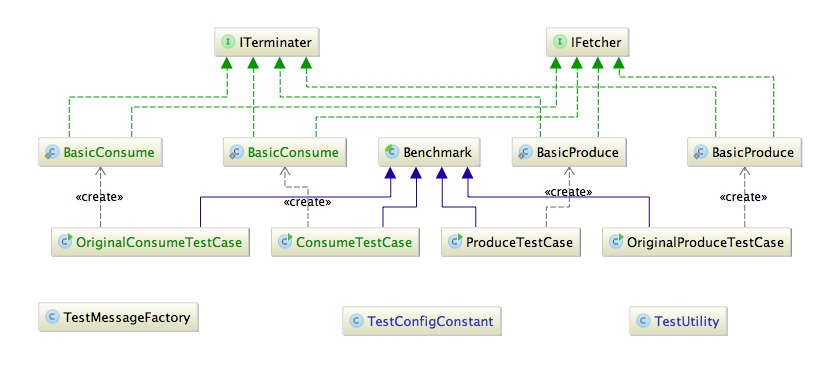 I ITerminater
I IFetcher
C BasicConsume
C BasicConsume
C Benchmark
C BasicProduce
C BasicProduce
«create»
«create»
«create»
«create»
C OriginalConsumeTestCase
C ConsumeTestCase
C ProduceTestCase
C OriginalProduceTestCase
C TestMessageFactory
C TestConfigConstant
C TestUtility